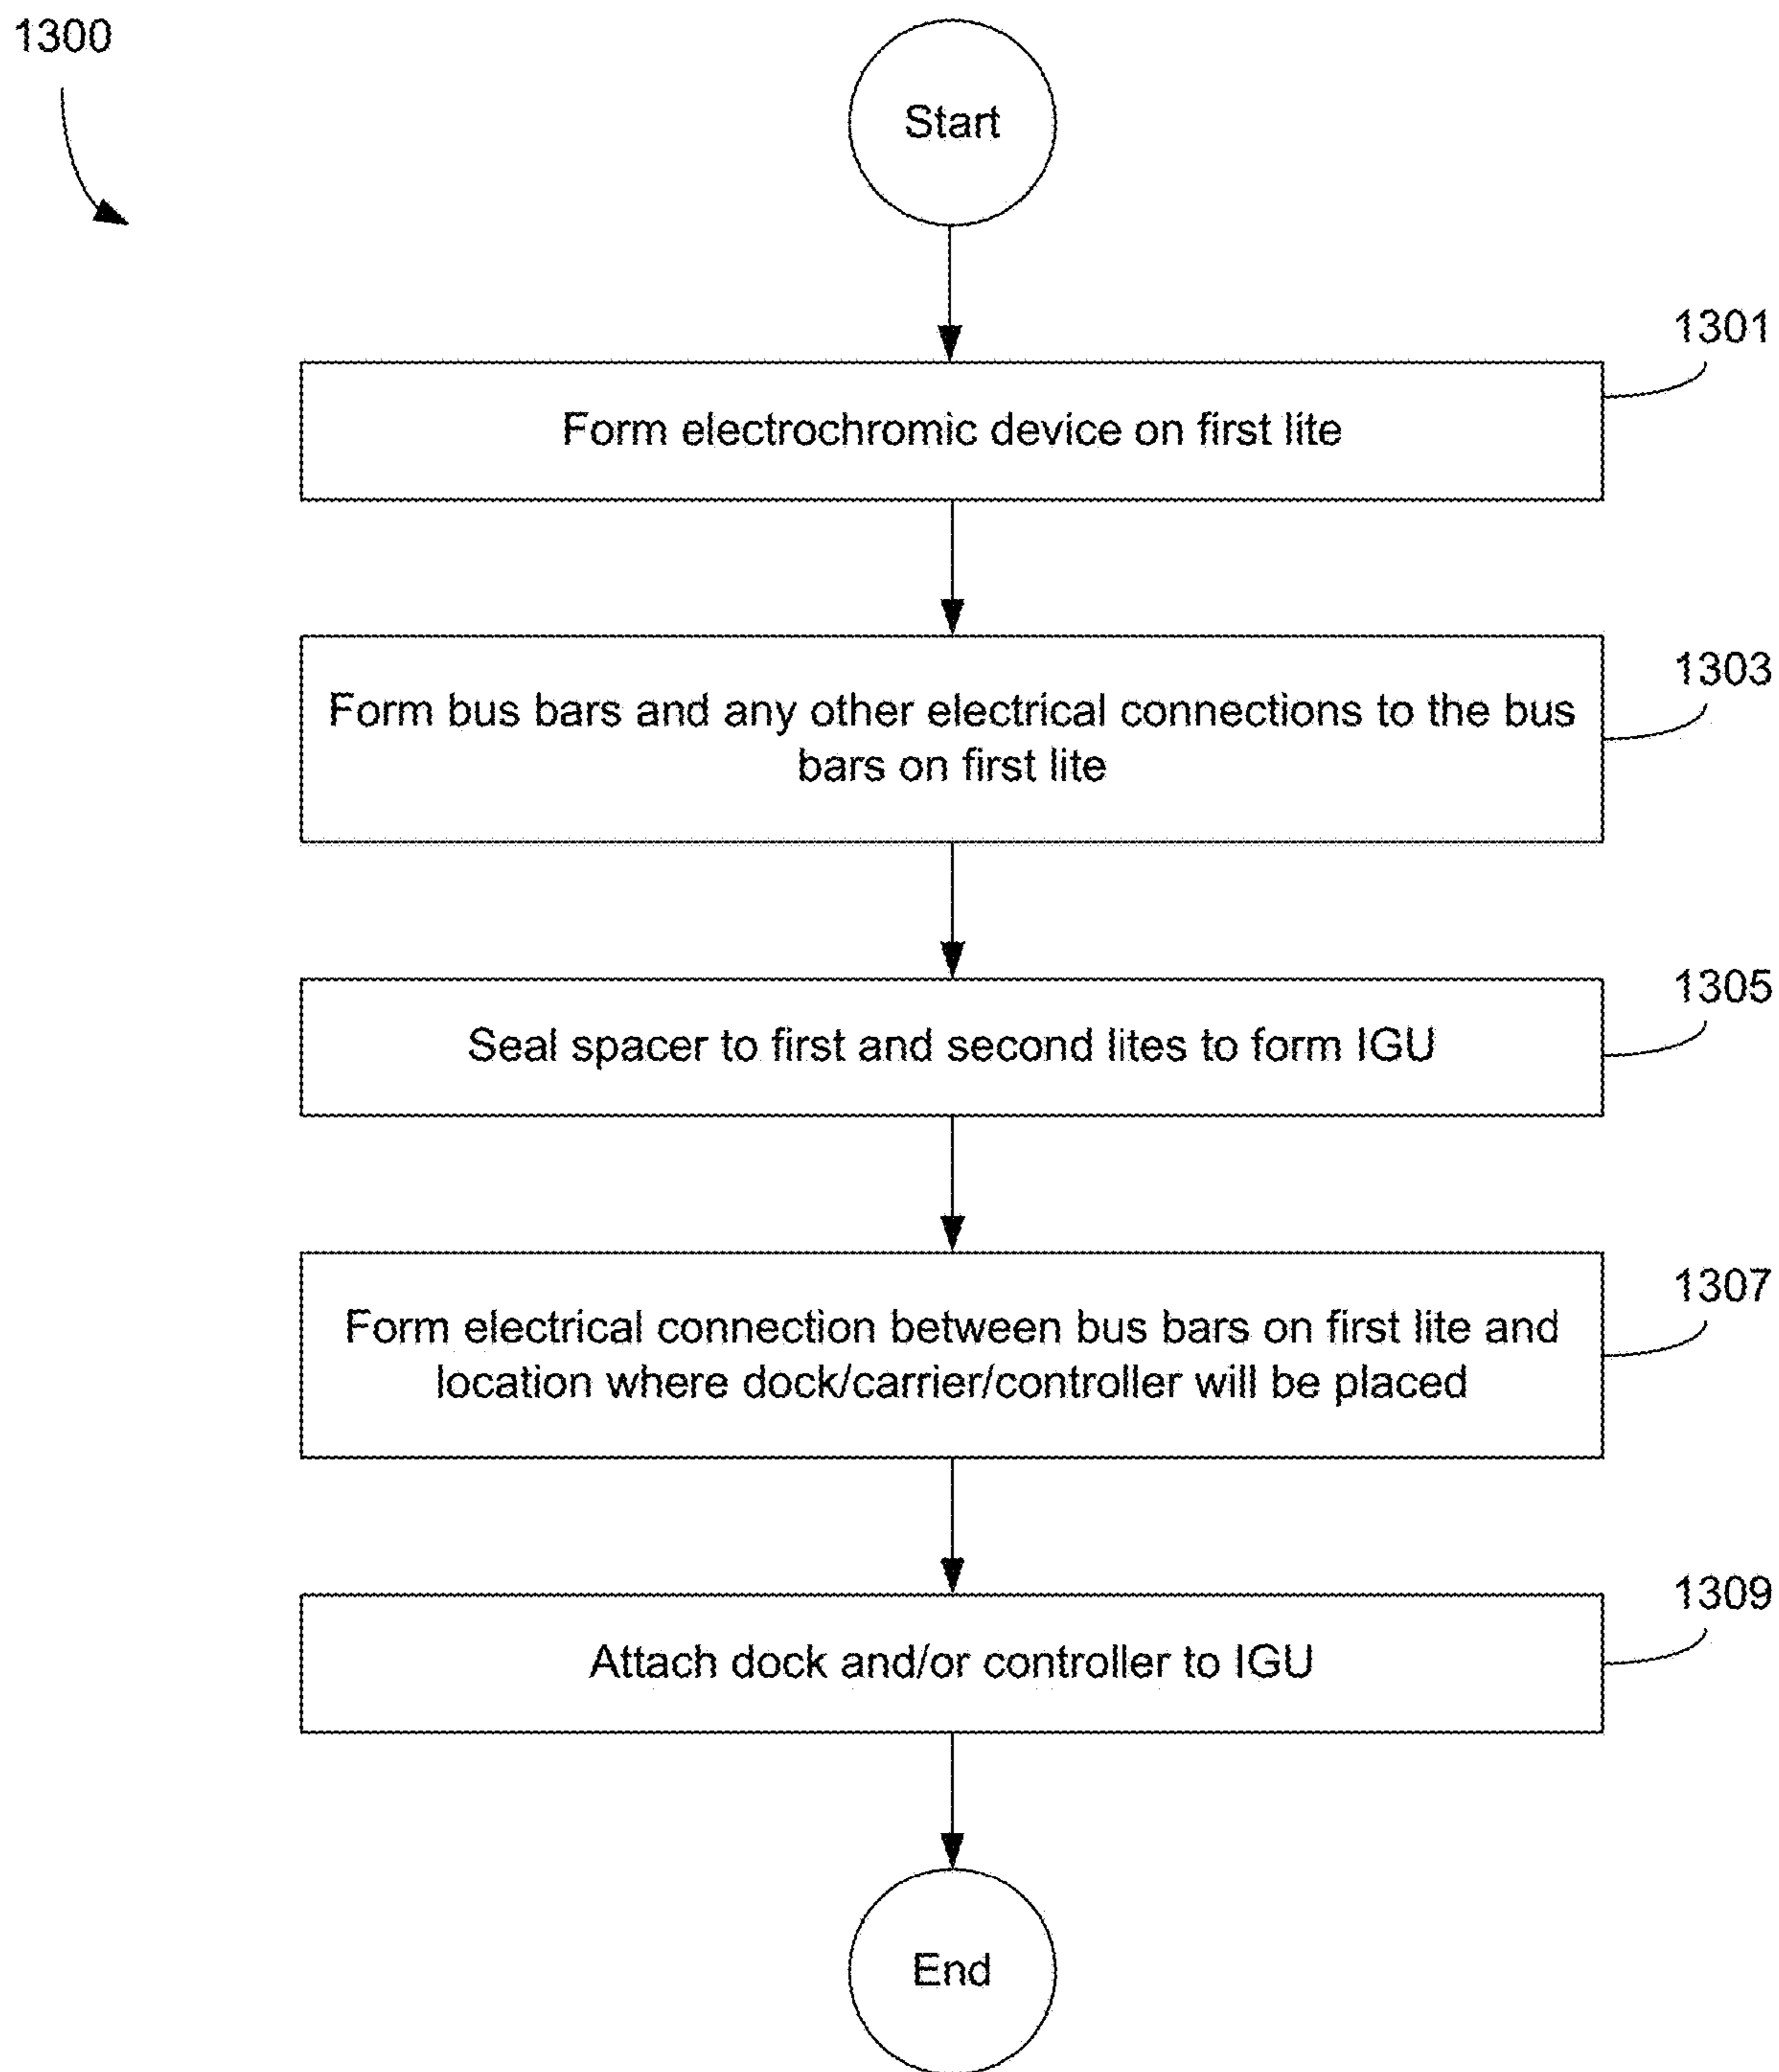 1300
Start
1301
Form electrochromic device on first lite
1303
Form bus bars and any other electrical connections to the bus
bars on first lite
1305
Seal spacer to first and second lites to form IGU
1307
Form electrical connection between bus bars on first lite and
location where dock/carrier/controller will be placed
1309
Attach dock and/or controller to IGU
End